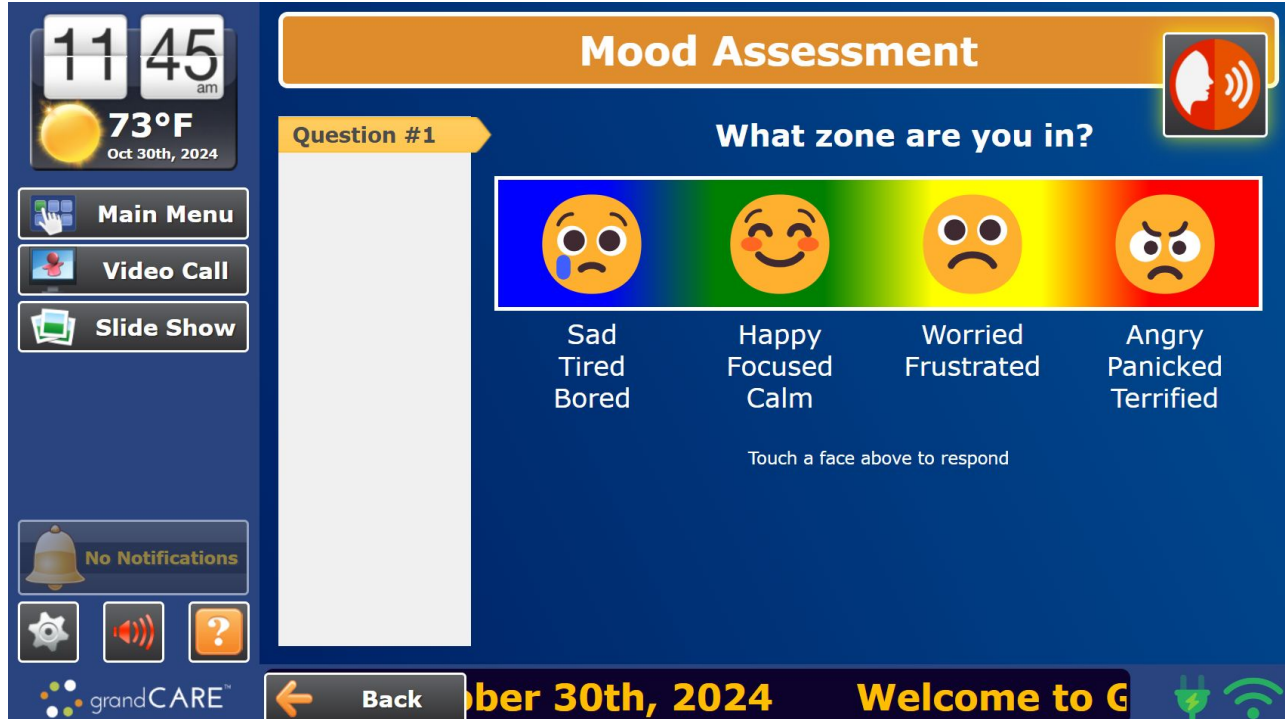 11 45
am
73°F
Oct 30th, 2024
Main Menu
Video Call
Slide Show
No Notifications
?
grandCARE™
Mood Assessment
Question #1
What zone are you in?
Sad
Tired
Bored
Happy
Focused
Calm
Worried
Frustrated
Angry
Panicked
Terrified
Touch a face above to respond
Back
ber 30th, 2024 Welcome to G